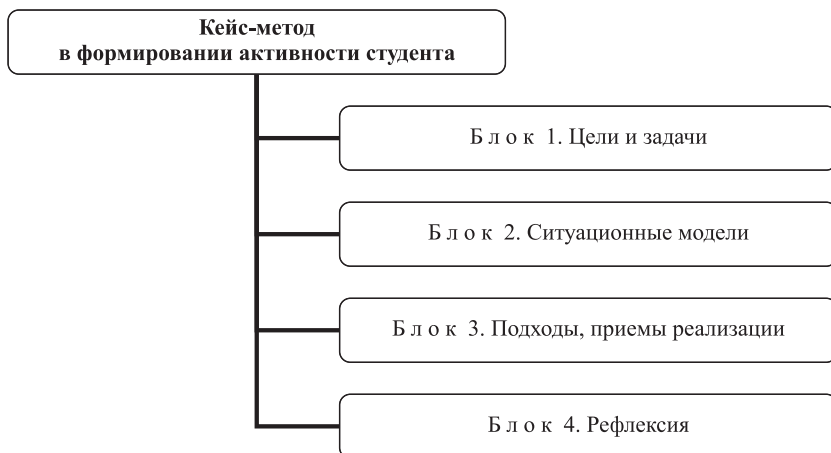 Кейс-метод
в формировании активности студента
Б л о к 1. Цели и задачи
Б л о к 2. Ситуационные модели
Б л о к 3. Подходы, приемы реализации
Б л о к 4. Рефлексия